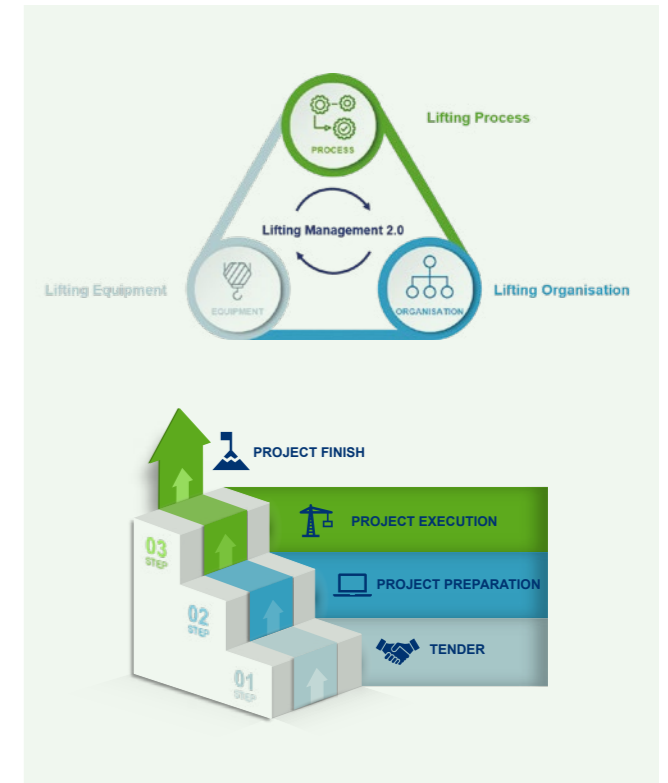 PROCESS
Lifting Process
Lifting Management 2.0
Lifting Equipment
EQUIPMENT
ORGANISATION
Lifting Organisation
PROJECT FINISH
03
STEP
PROJECT EXECUTION
02
STEP
PROJECT PREPARATION
01
STEP
TENDER